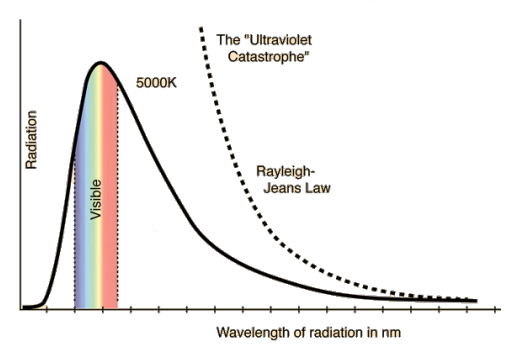 The "Ultraviolet
Catastrophe"
5000K
Radiation
Visible
Rayleigh-
Jeans Law
Wavelength of radiation in nm